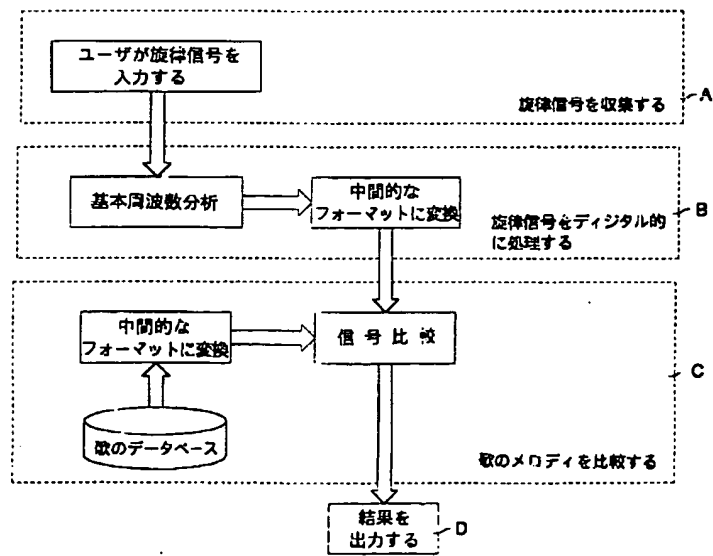 ユーザが旋律信号を
入力する
旋律信号を収集する
A
基本周波数分析
中間的な
フォーマットに変換
旋律信号をディジタル的
に処理する
B
中間的な
フォーマットに変換
信号比較
歌のデータベース
歌のメロディを比較する
C
結果を
出力する
D